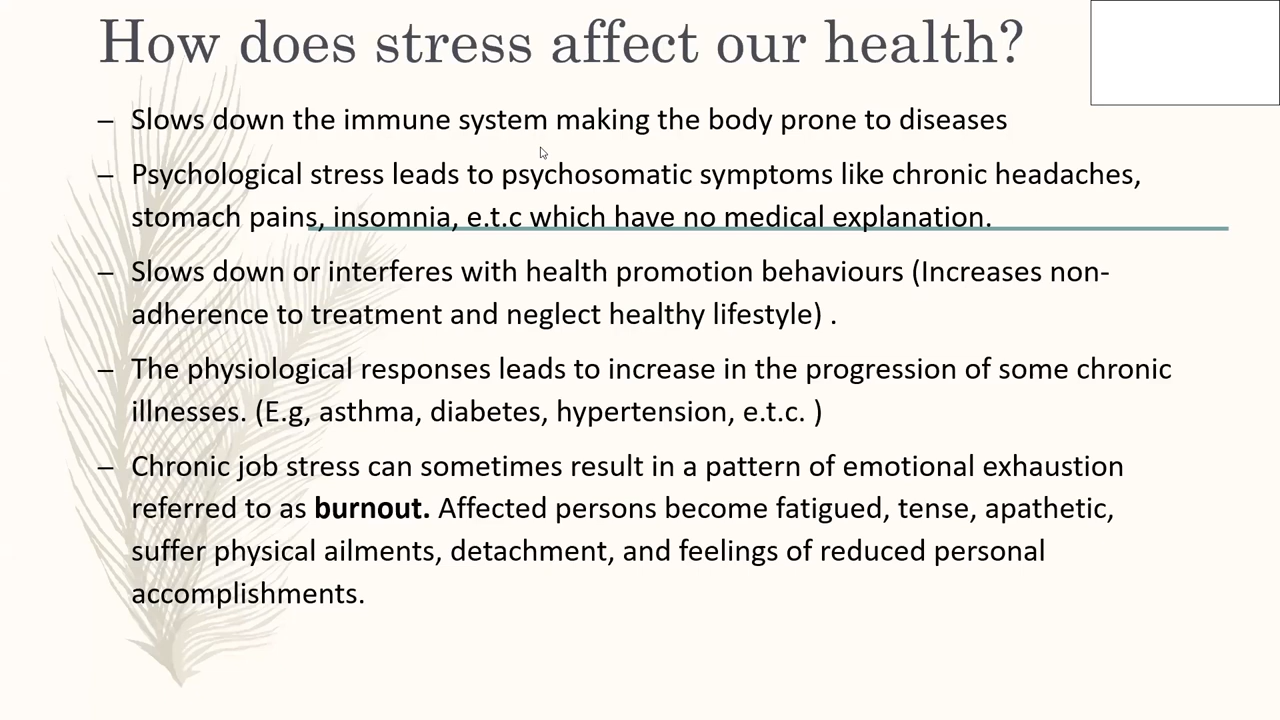 How does stress affect our health?
– Slows down the immune system making the body prone to diseases
– Psychological stress leads to psychosomatic symptoms like chronic headaches,
stomach pains, insomnia, e.t.c which have no medical explanation.
– Slows down or interferes with health promotion behaviours (Increases non-
adherence to treatment and neglect healthy lifestyle) .
– The physiological responses leads to increase in the progression of some chronic
illnesses. (E.g, asthma, diabetes, hypertension, e.t.c. )
– Chronic job stress can sometimes result in a pattern of emotional exhaustion
referred to as burnout. Affected persons become fatigued, tense, apathetic,
suffer physical ailments, detachment, and feelings of reduced personal
accomplishments.